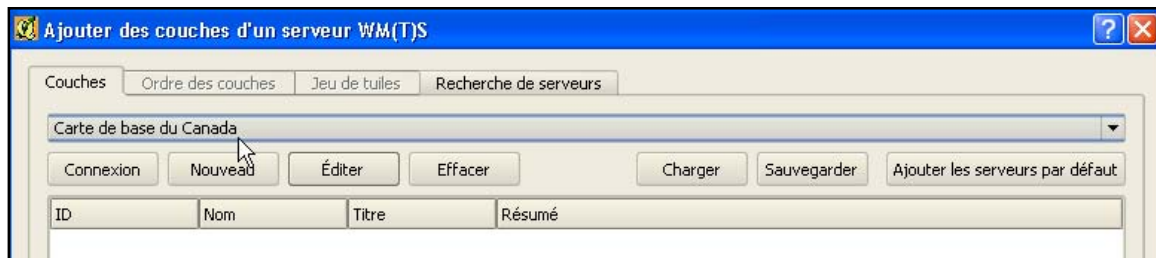 Ajouter des couches d'un serveur WM(T)S
Couches Ordre des couches Jeu de tuiles Recherche de serveurs
Carte de base du Canada
Connexion Nouveau Éditer Effacer Charger Sauvegarder Ajouter les serveurs par défaut
ID Nom Titre Résumé